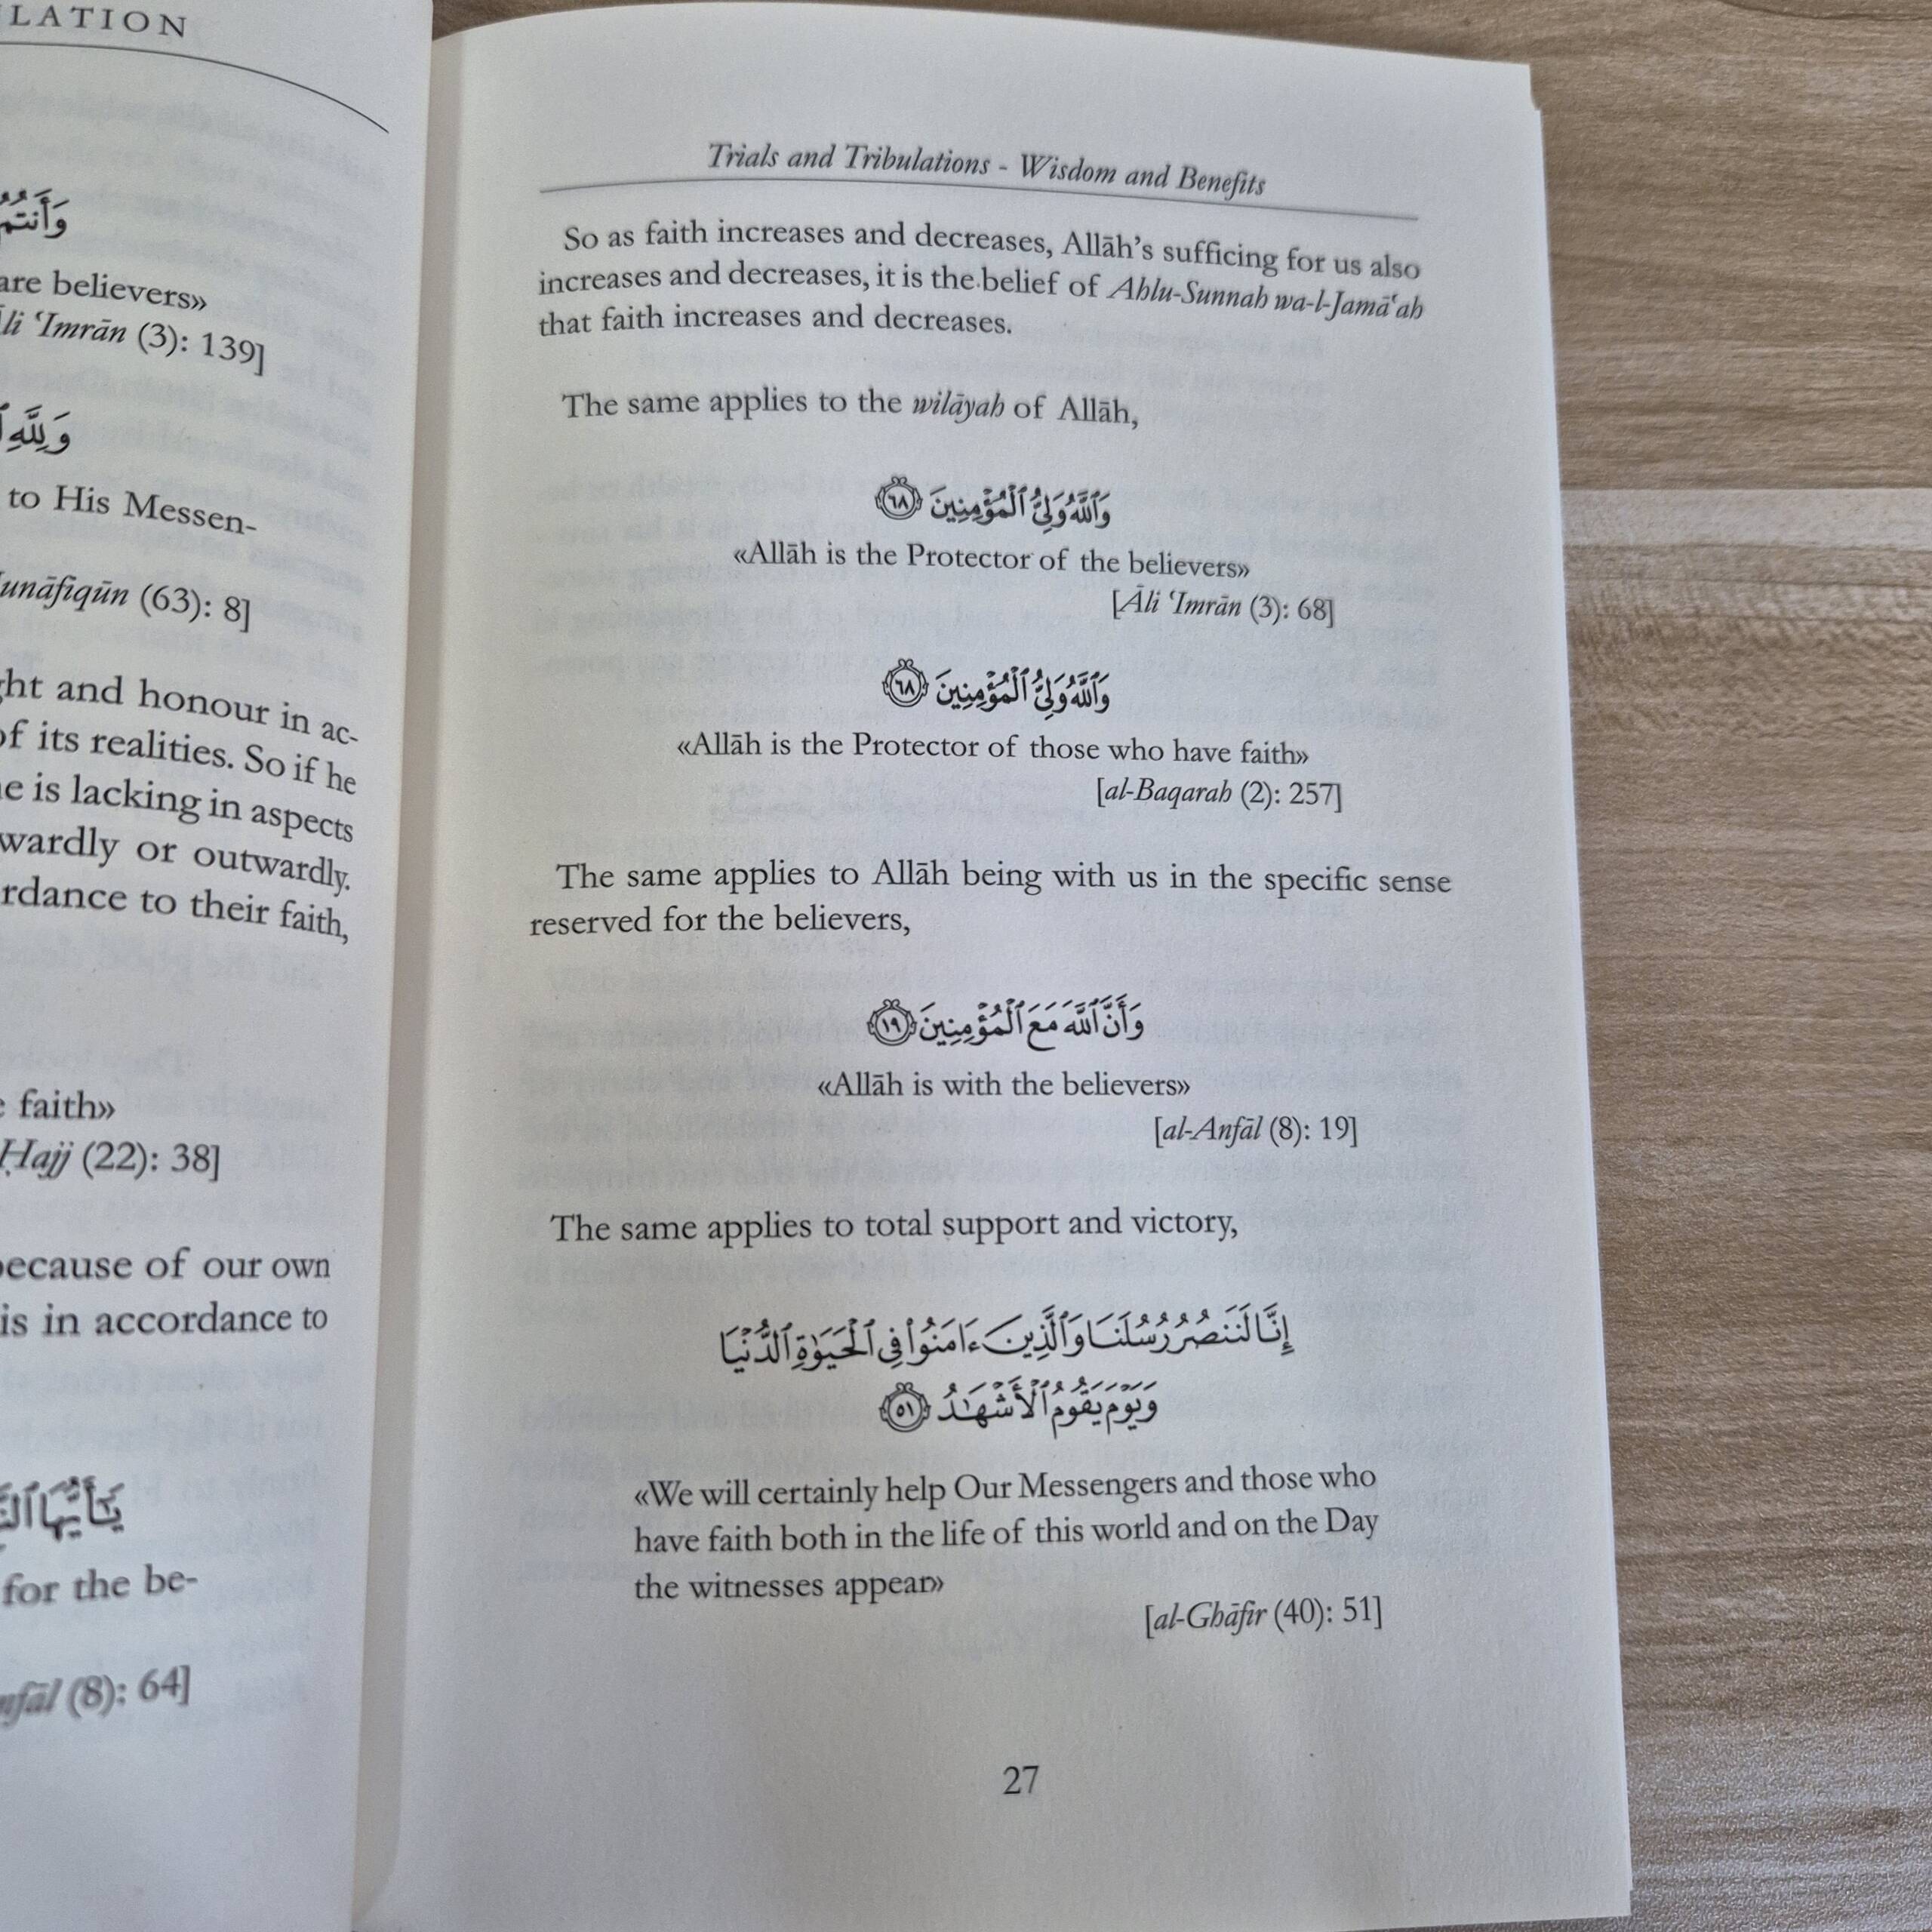 LATION
وَأَنتُمُ
are believers»
li ‘Imrān (3): 139]
وَلِلَّهِ
to His Messen-
unāfiqūn (63): 8]
ht and honour in ac-
of its realities. So if he
e is lacking in aspects
wardly or outwardly.
rdance to their faith,
faith»
Ḥajj (22): 38]
because of our own
is in accordance to
يَٰٓأَيُّهَا
for the be-
nfāl (8): 64]
Trials and Tribulations - Wisdom and Benefits
So as faith increases and decreases, Allāh’s sufficing for us also
increases and decreases, it is the belief of Ahlu-Sunnah wa-l-Jamā‘ah
that faith increases and decreases.
The same applies to the wilāyah of Allāh,
وَٱللَّهُ وَلِىُّ ٱلْمُؤْمِنِينَ ٦٨
«Allāh is the Protector of the believers»
[Āli ‘Imrān (3): 68]
وَٱللَّهُ وَلِىُّ ٱلْمُؤْمِنِينَ ٦٨
«Allāh is the Protector of those who have faith»
[al-Baqarah (2): 257]
The same applies to Allāh being with us in the specific sense
reserved for the believers,
وَأَنَّ ٱللَّهَ مَعَ ٱلْمُؤْمِنِينَ ١٩
«Allāh is with the believers»
[al-Anfāl (8): 19]
The same applies to total support and victory,
إِنَّا لَنَنصُرُ رُسُلَنَا وَٱلَّذِينَ ءَامَنُوا۟ فِى ٱلْحَيَوٰةِ ٱلدُّنْيَا
وَيَوْمَ يَقُومُ ٱلْأَشْهَٰدُ ٥١
«We will certainly help Our Messengers and those who
have faith both in the life of this world and on the Day
the witnesses appear»
[al-Ghāfir (40): 51]
27